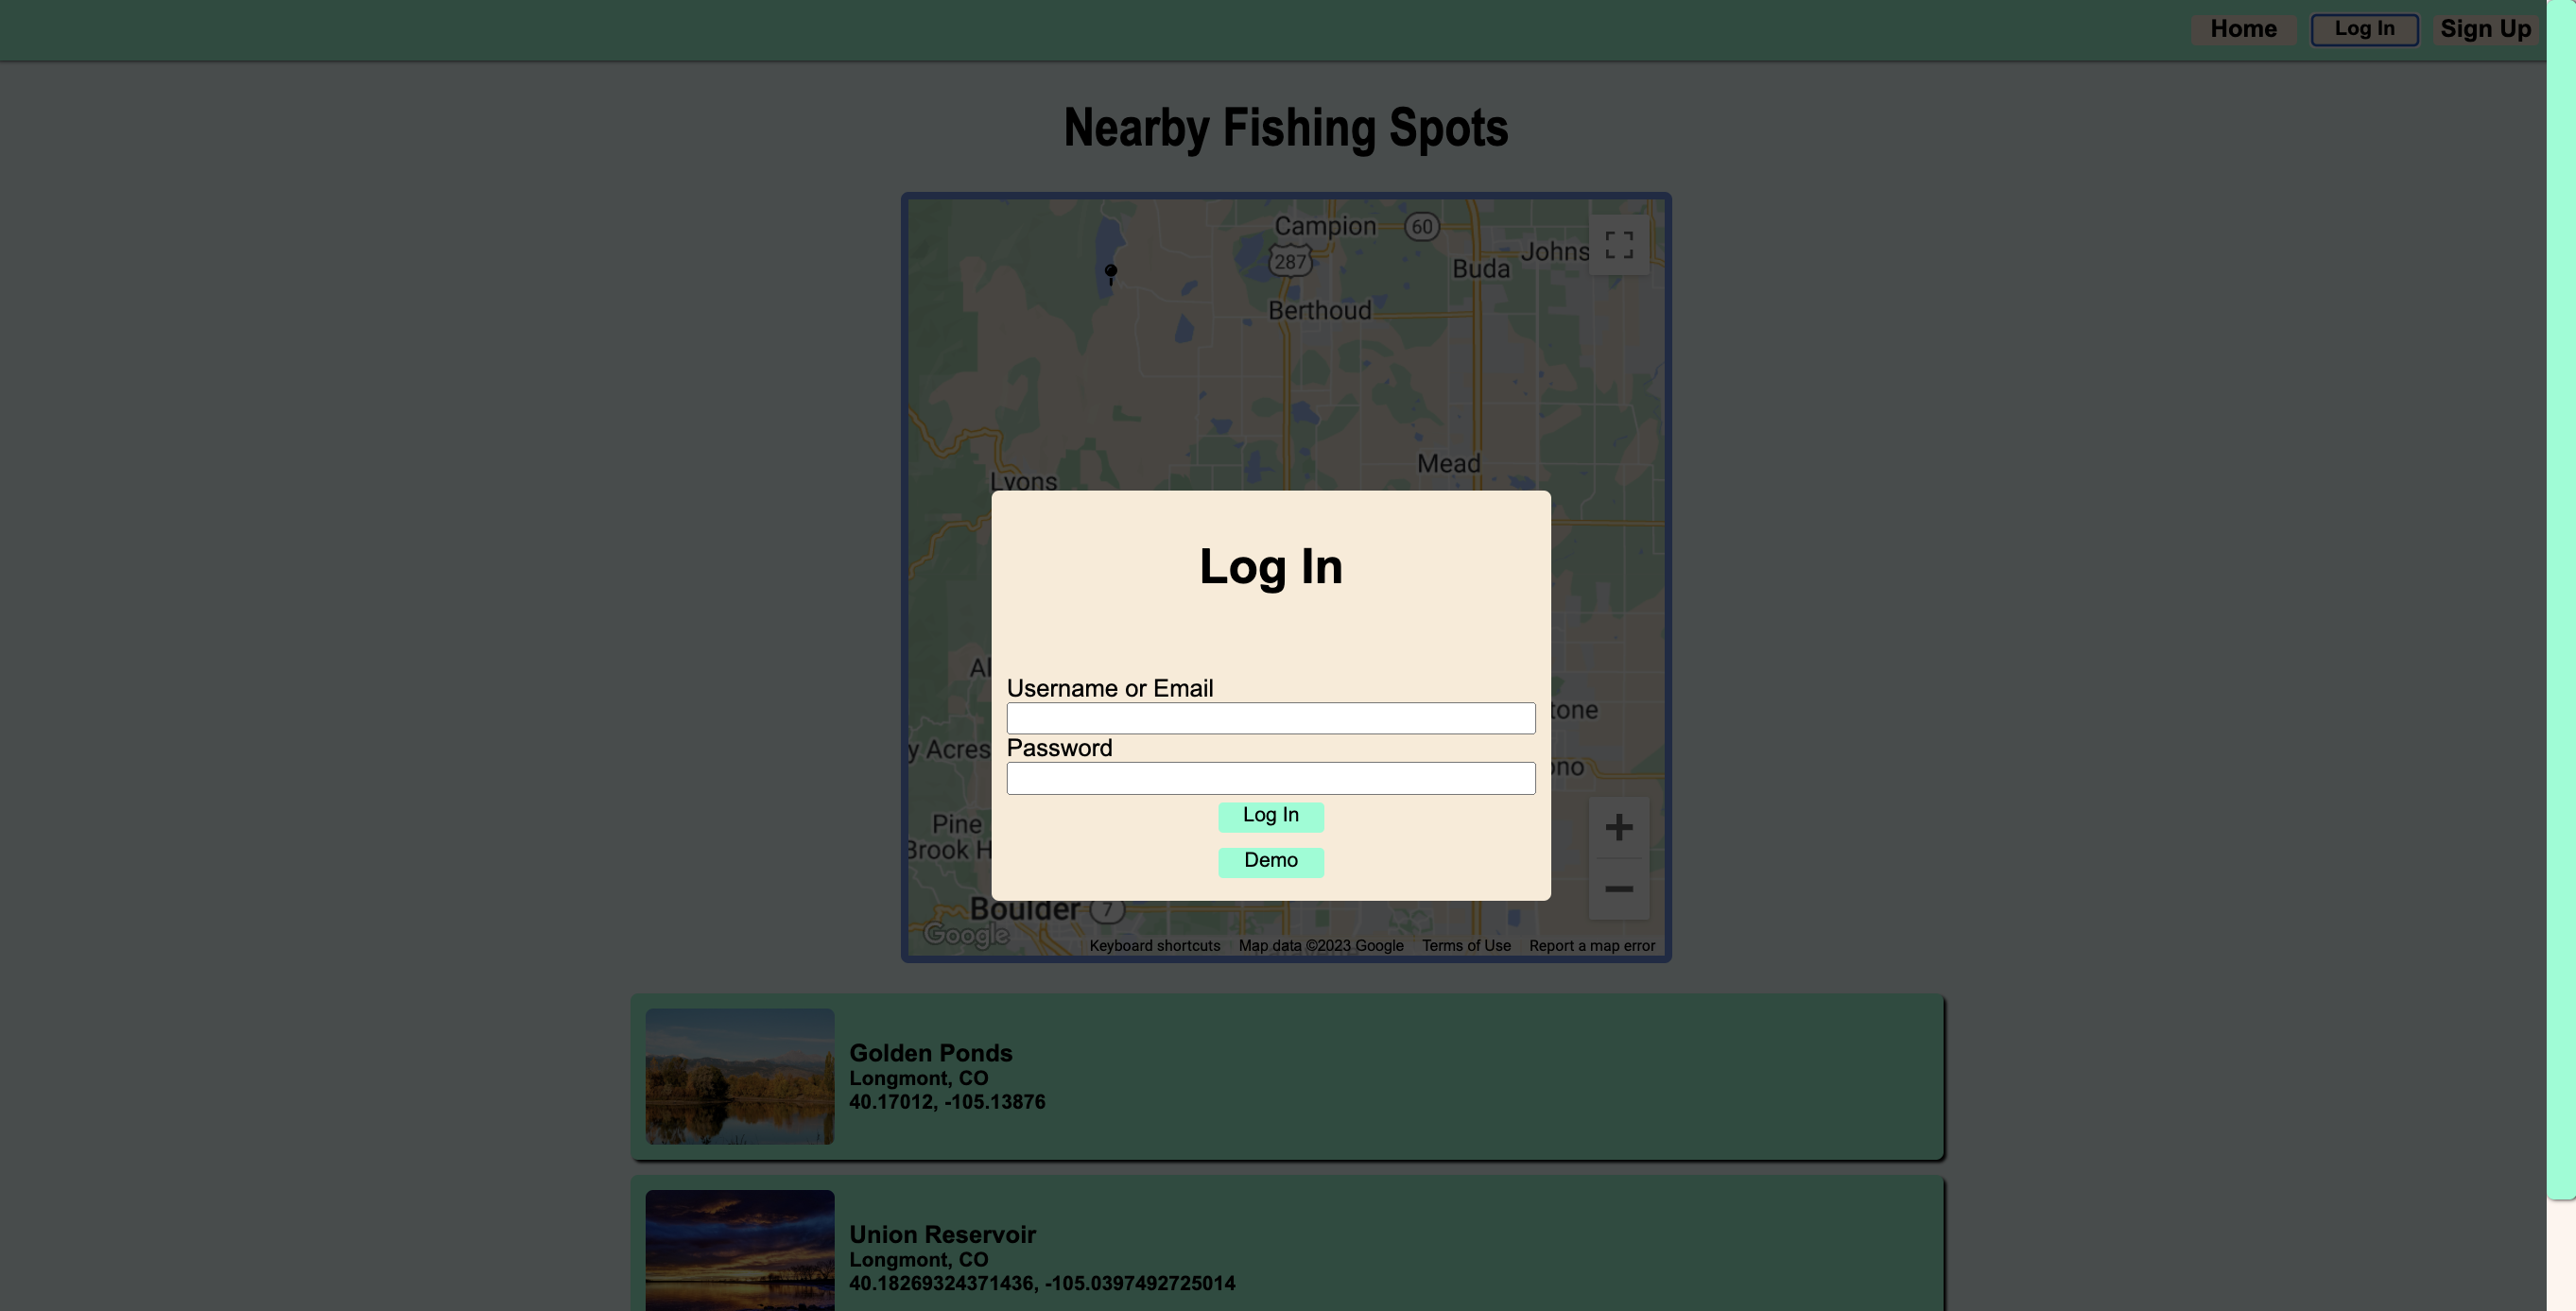 Home Log In Sign Up
Nearby Fishing Spots
Campion 60
Johns
287
Buda
Berthoud
Mead
Lyons
Log In
Al
Username or Email
tone
Password
y Acres
ono
Log In
Pine
Brook H
Demo
Boulder 7
Google
Keyboard shortcuts Map data ©2023 Google Terms of Use Report a map error
Golden Ponds
Longmont, CO
40.17012, -105.13876
Union Reservoir
Longmont, CO
40.18269324371436, -105.0397492725014